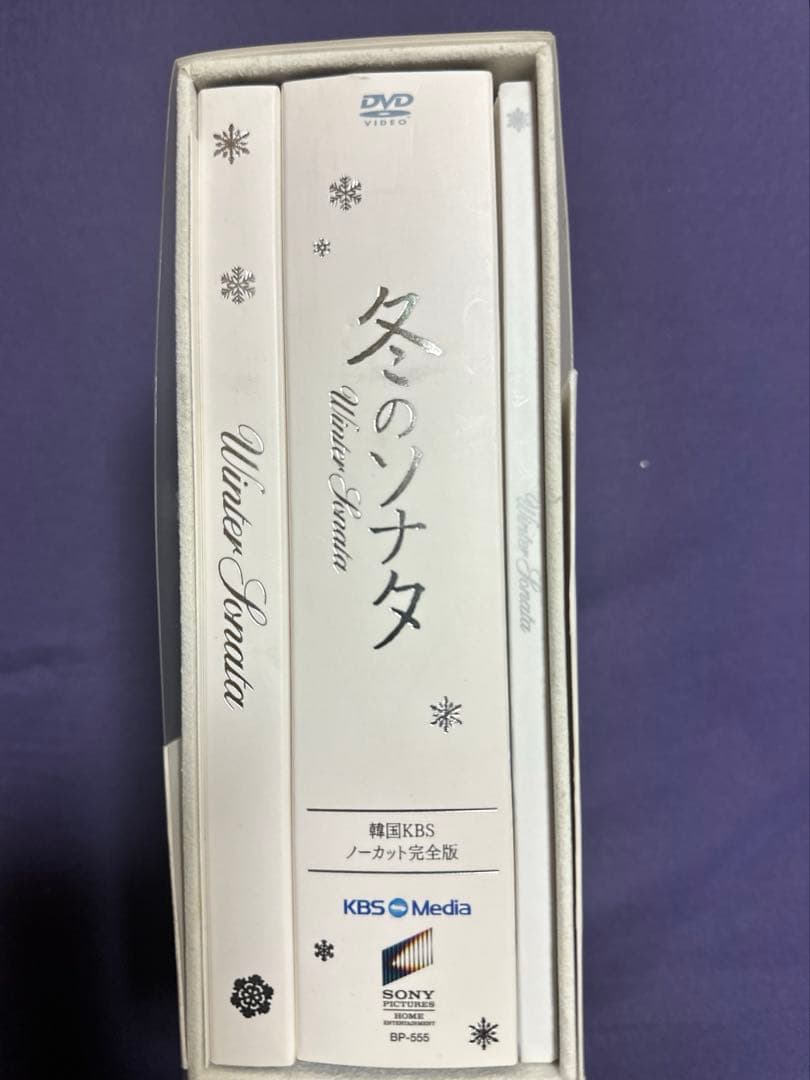 Winter Sonata
DVD
VIDEO
冬のソナタ
Winter Sonata
韓国KBS
ノーカット完全版
KBS Media
SONY
PICTURES
HOME
ENTERTAINMENT
BP-555
Winter Sonata